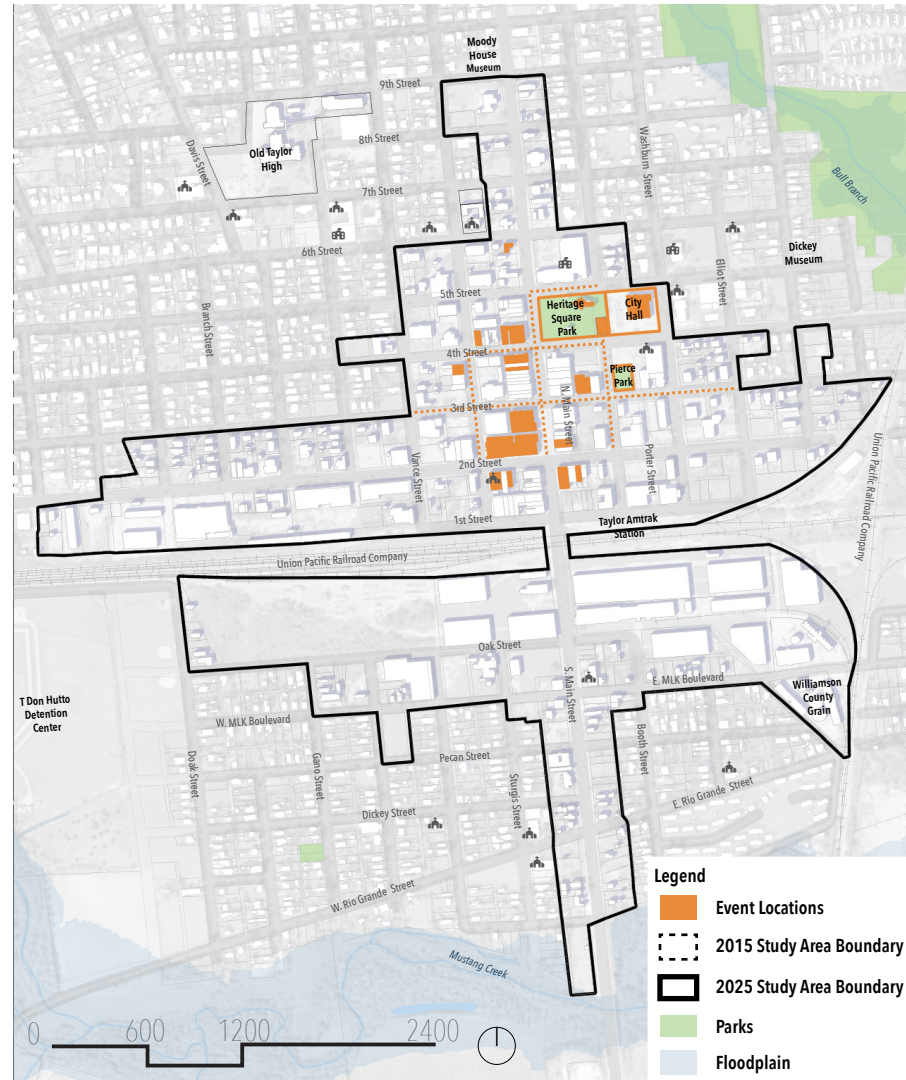 Moody
House
Museum
9th Street
8th Street
Davis Street
Old Taylor
High
Washburn Street
Bull Branch
7th Street
6th Street
Dickey
Museum
Elliot Street
5th Street
Branch Street
Heritage
Square
Park
City
Hall
4th Street
Pierce
Park
N. Main Street
3rd Street
Vance Street
2nd Street
Porter Street
Union Pacific Railroad Company
1st Street
Taylor Amtrak
Station
Union Pacific Railroad Company
Oak Street
S. Main Street
E. MLK Boulevard
Williamson
County
Grain
T Don Hutto
Detention
Center
W. MLK Boulevard
Doak Street
Gano Street
Pecan Street
Sturgis Street
Booth Street
Dickey Street
E. Rio Grande Street
W. Rio Grande Street
Mustang Creek
Legend
Event Locations
2015 Study Area Boundary
2025 Study Area Boundary
Parks
Floodplain
0 600 1200 2400